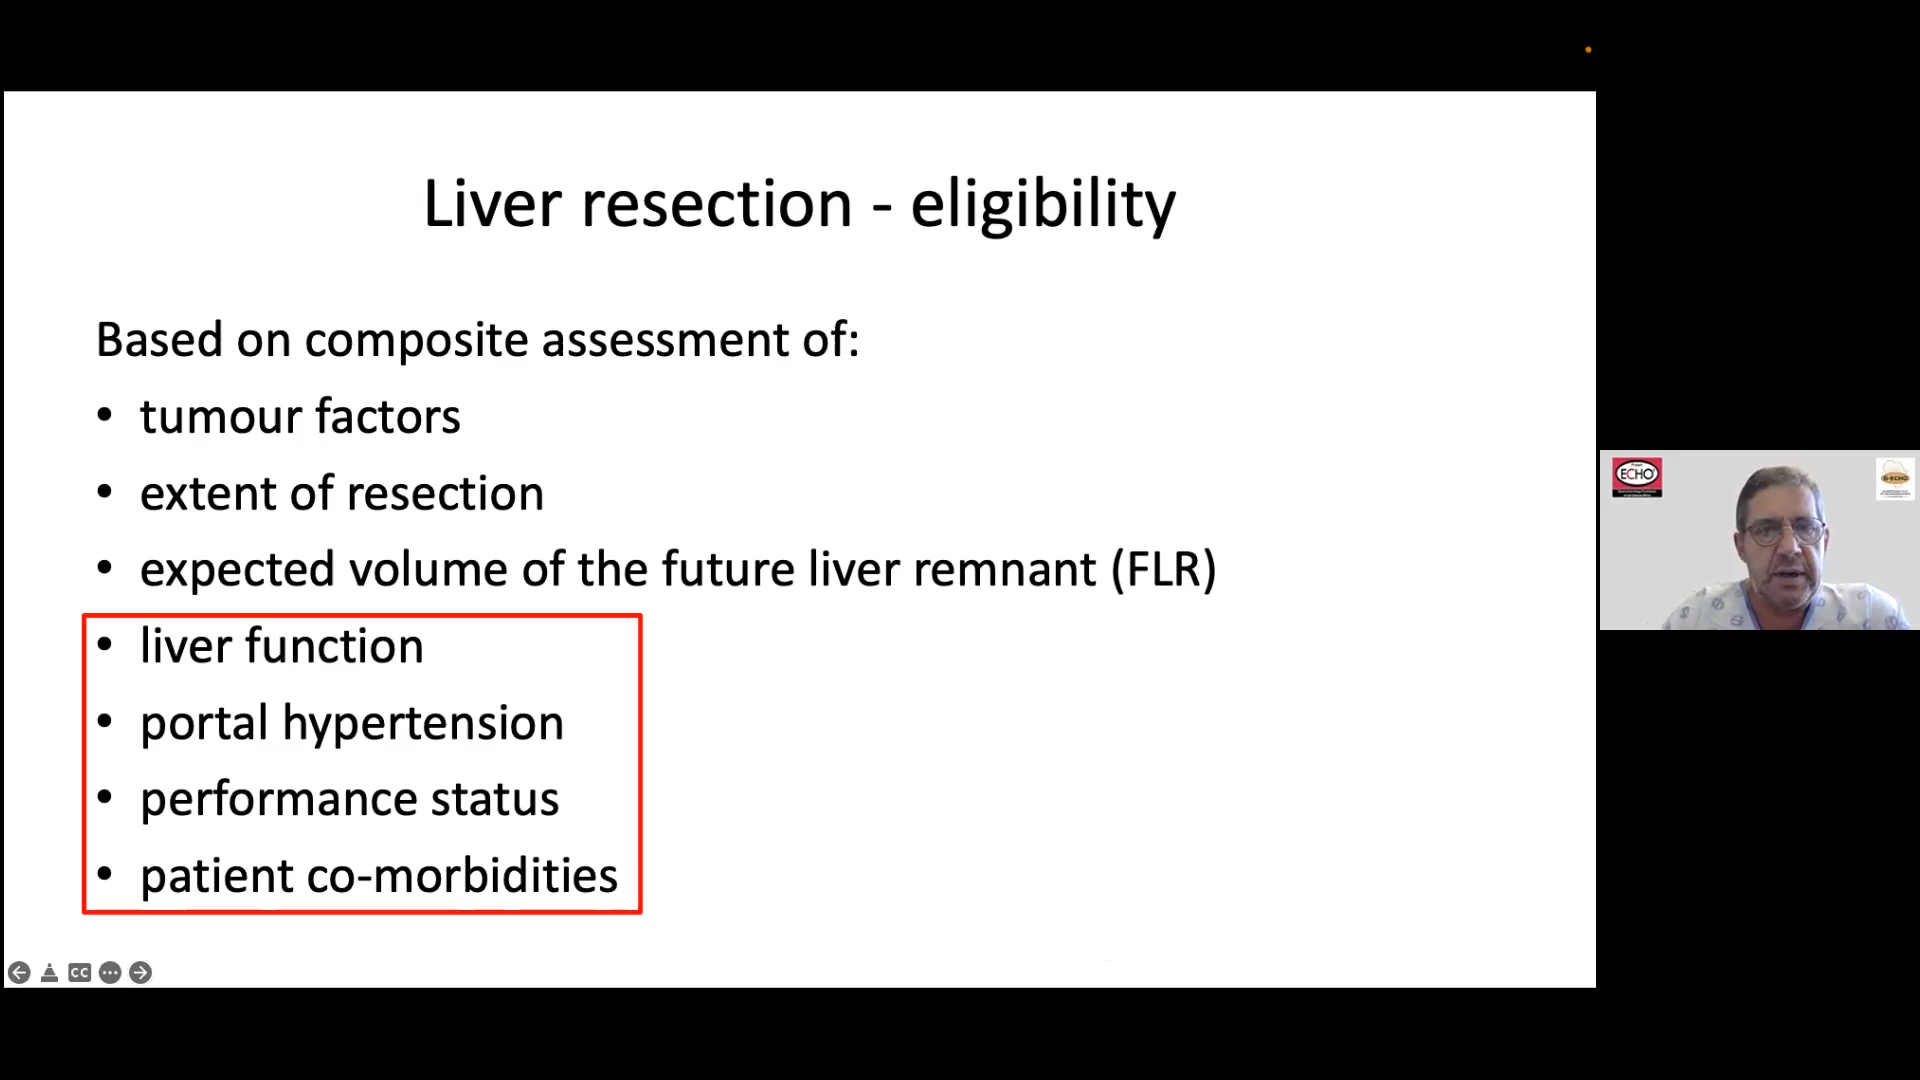 Liver resection - eligibility
Based on composite assessment of:
• tumour factors
• extent of resection
• expected volume of the future liver remnant (FLR)
• liver function
• portal hypertension
• performance status
• patient co-morbidities
CC
ECHO